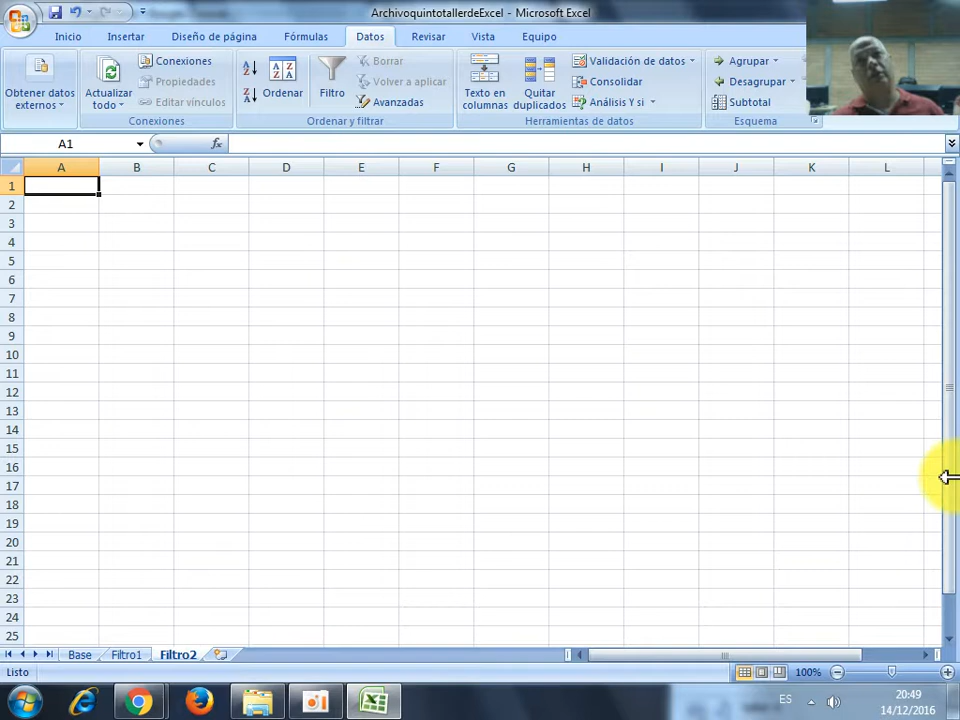 ArchivoquintotallerdeExcel - Microsoft Excel
Inicio Insertar Diseño de página Fórmulas Datos Revisar Vista Equipo
Obtener datos externos
Actualizar todo
Conexiones
Propiedades
Editar vínculos
Conexiones
Ordenar
Filtro
Borrar
Volver a aplicar
Avanzadas
Ordenar y filtrar
Texto en columnas
Quitar duplicados
Validación de datos
Consolidar
Análisis Y si
Herramientas de datos
Agrupar
Desagrupar
Subtotal
Esquema
A1 fx
A B C D E F G H I J K L
1
2
3
4
5
6
7
8
9
10
11
12
13
14
15
16
17
18
19
20
21
22
23
24
25
Base Filtro1 Filtro2
Listo 100%
ES 20:49
14/12/2016